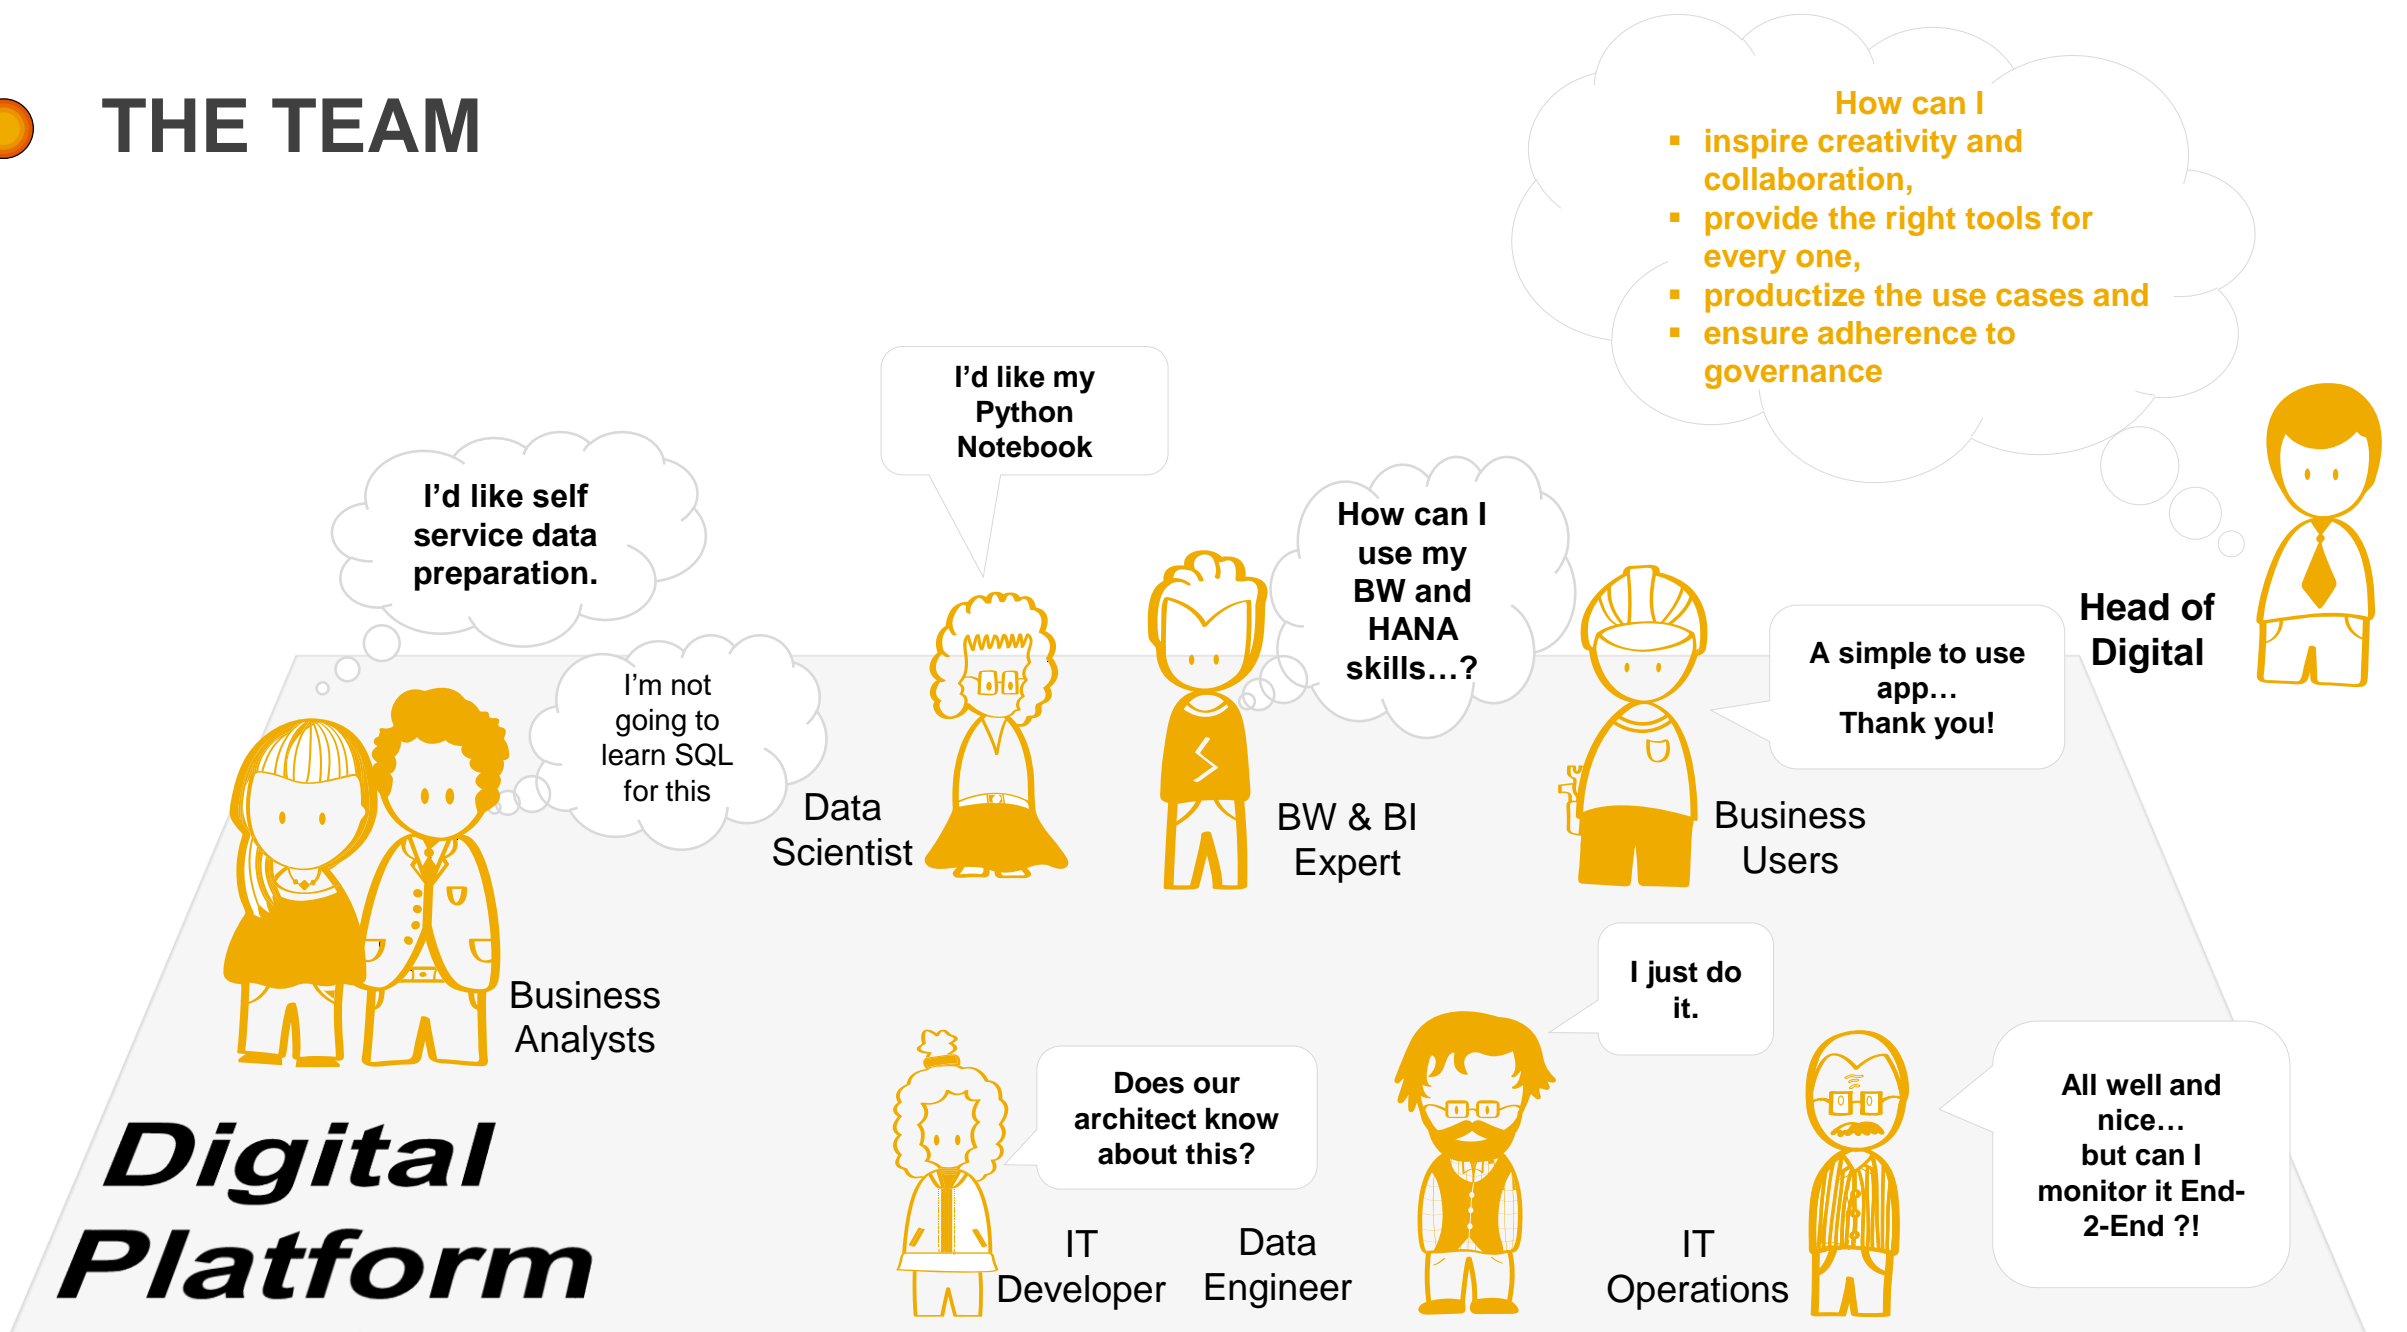 THE TEAM
How can I
▪ inspire creativity and
collaboration,
▪ provide the right tools for
every one,
▪ productize the use cases and
▪ ensure adherence to
governance
I’d like my
Python
Notebook
I’d like self
service data
preparation.
How can I
use my
BW and
HANA
skills…?
Head of
Digital
A simple to use
app…
Thank you!
I’m not
going to
learn SQL
for this
Data
Scientist
BW & BI
Expert
Business
Users
Business
Analysts
I just do
it.
Does our
architect know
about this?
All well and
nice…
but can I
monitor it End-
2-End ?!
Digital
Platform
IT
Developer
Data
Engineer
IT
Operations